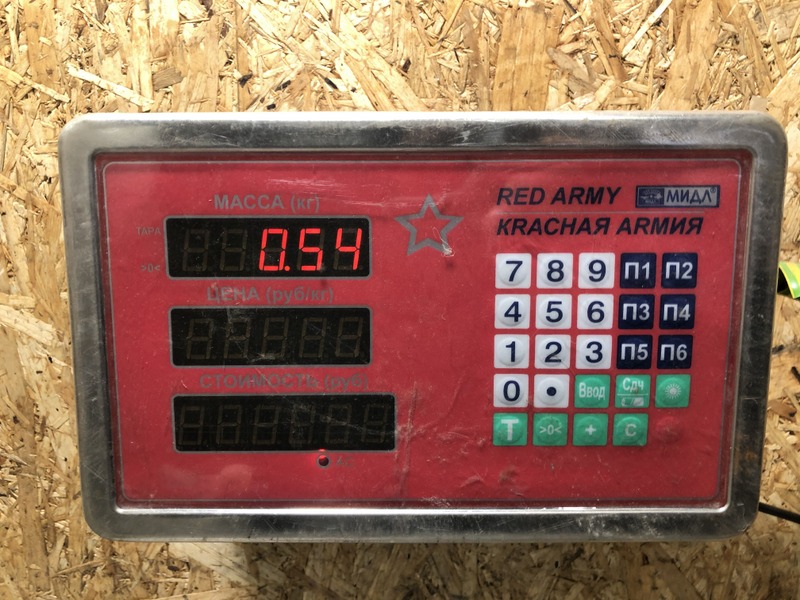 МАССА (кг)
RED ARMY МИДЛ
KRACHAЯ ARMИЯ
ТАРА
0.54
>0<
ЦЕНА (руб/кг)
СТОИМОСТЬ (руб)
7 8 9 П1 П2
4 5 6 П3 П4
1 2 3 П5 П6
0 • Ввод Сдч
Т >0< + С